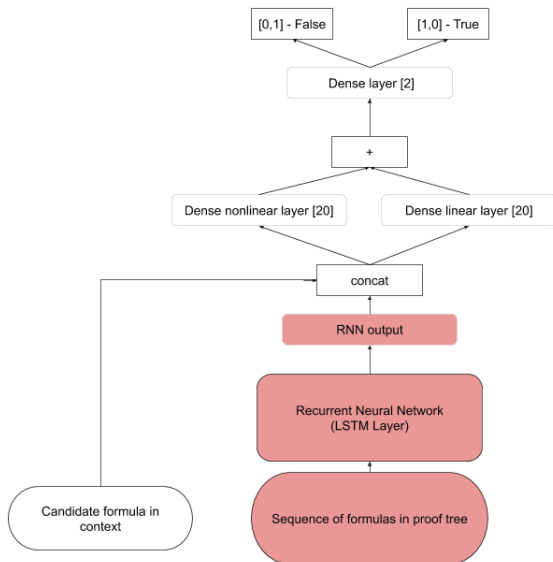 [0,1] - False
[1,0] - True
Dense layer [2]
+
Dense nonlinear layer [20]
Dense linear layer [20]
concat
RNN output
Recurrent Neural Network
(LSTM Layer)
Candidate formula in
context
Sequence of formulas in proof tree